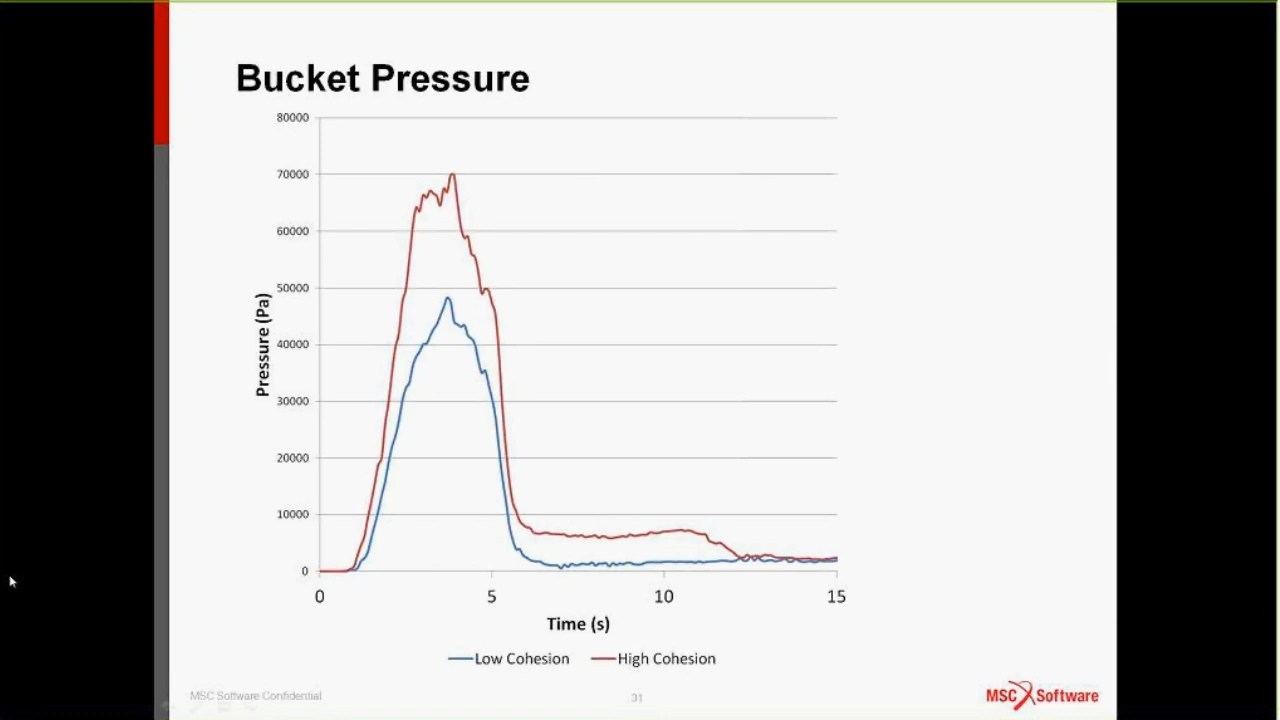 Bucket Pressure
80000
70000
60000
50000
40000
30000
20000
10000
0
Pressure (Pa)
0 5 10 15
Time (s)
Low Cohesion High Cohesion
MSC Software Confidential
31
MSC Software